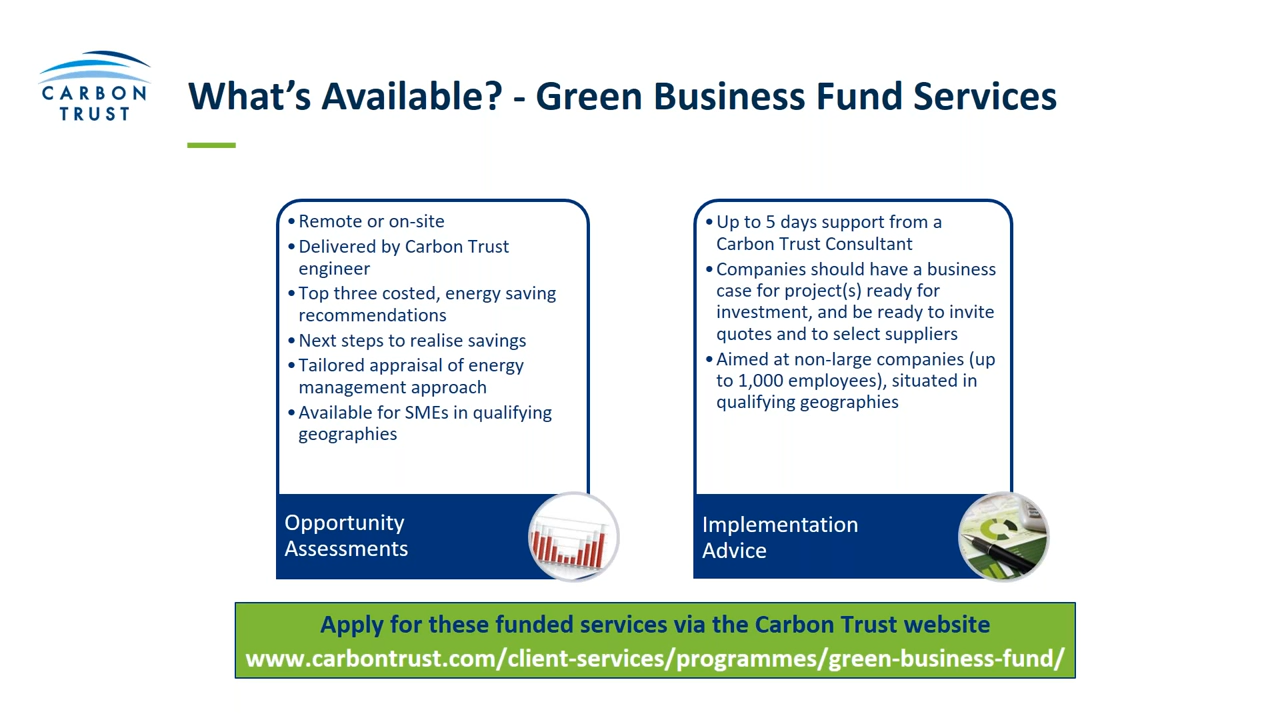 CARBON
TRUST
What's Available? - Green Business Fund Services
•Remote or on-site
•Delivered by Carbon Trust
engineer
•Top three costed, energy saving
recommendations
•Next steps to realise savings
•Tailored appraisal of energy
management approach
•Available for SMEs in qualifying
geographies
Opportunity
Assessments
•Up to 5 days support from a
Carbon Trust Consultant
•Companies should have a business
case for project(s) ready for
investment, and be ready to invite
quotes and to select suppliers
•Aimed at non-large companies (up
to 1,000 employees), situated in
qualifying geographies
Implementation
Advice
Apply for these funded services via the Carbon Trust website
www.carbontrust.com/client-services/programmes/green-business-fund/